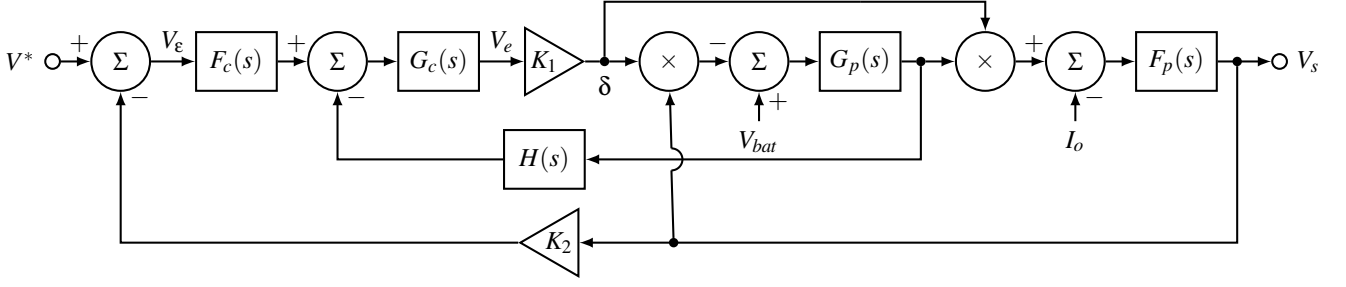 V* + Σ − V_ε F_c(s) + Σ − G_c(s) V_e K_1 δ × − Σ + G_p(s) × + Σ − F_p(s) V_s
V_bat I_o
H(s)
K_2